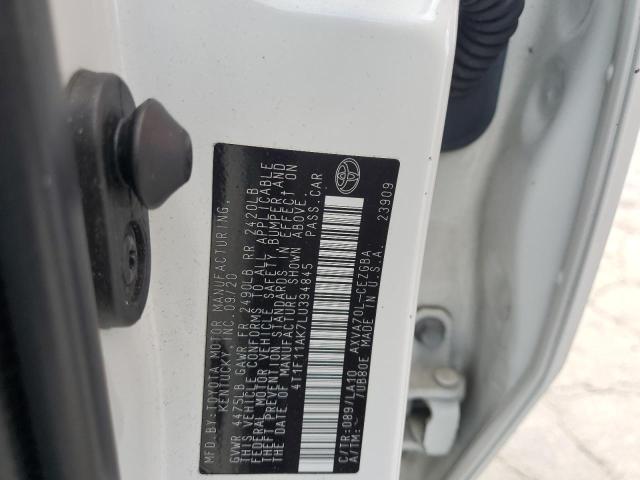 MFD.BY:TOYOTA MOTOR MANUFACTURING,
KENTUCKY, INC. 09/20
GVWR 4475LB GAWR FR 2490LB RR 2420LB
THIS VEHICLE CONFORMS TO ALL APPLICABLE
FEDERAL MOTOR VEHICLE SAFETY, BUMPER, AND
THEFT PREVENTION STANDARDS IN EFFECT ON
THE DATE OF MANUFACTURE SHOWN ABOVE.
4T1F11AK7LU394845 PASS.CAR
C/TR:089/LA10 AXVA70L-CEZGBA 23909
A/TM: /UB80E MADE IN U.S.A.